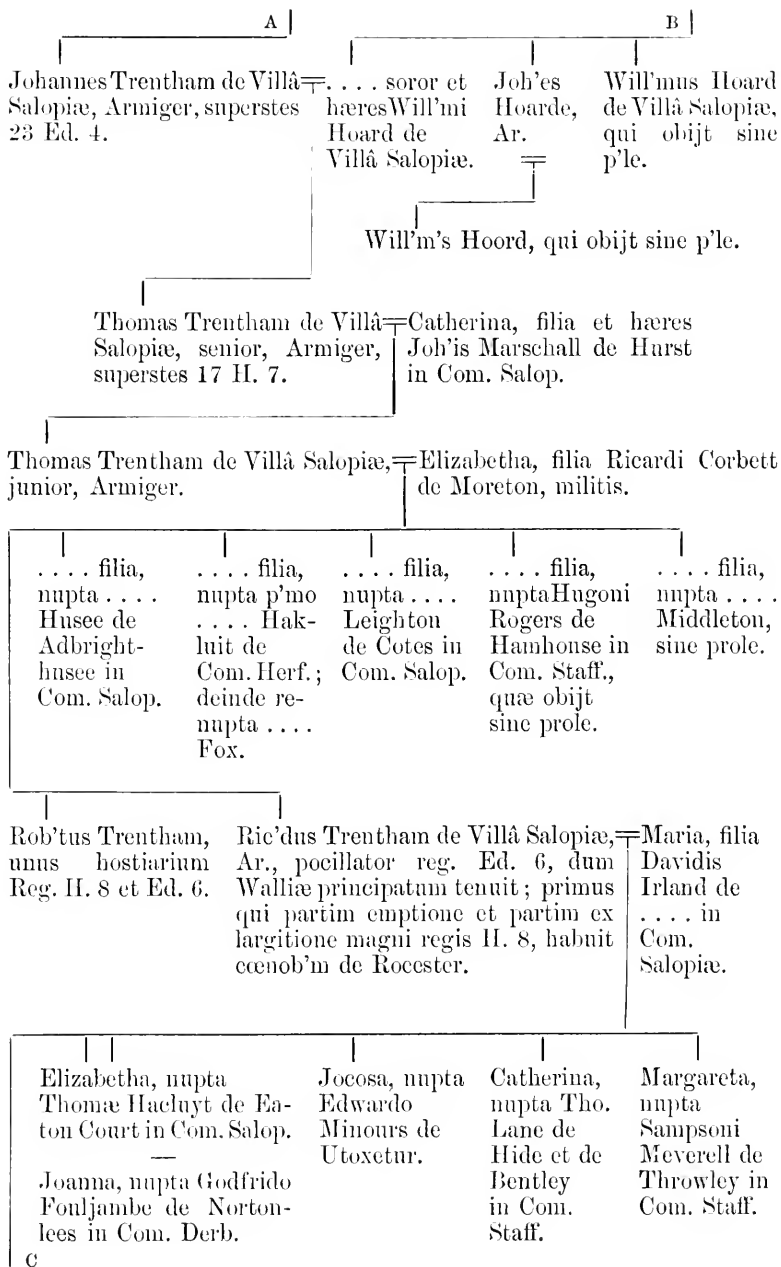 A
B
Johannes Trentham de Villâ
Salopiæ, Armiger, superstes
23 Ed. 4.
. . . . soror et
hæres Will'mi
Hoard de
Villâ Salopiæ.
Joh'es
Hoarde,
Ar.
Will'mus Hoard
de Villâ Salopiæ,
qui obijt sine
p'le.
Will'm's Hoord, qui obijt sine p'le.
Thomas Trentham de Villâ
Salopiæ, senior, Armiger,
superstes 17 H. 7.
Catherina, filia et hæres
Joh'is Marschall de Hurst
in Com. Salop.
Thomas Trentham de Villâ Salopiæ,
junior, Armiger.
Elizabetha, filia Ricardi Corbett
de Moreton, militis.
. . . . filia,
nupta . . . .
Husee de
Adbright-
husee in
Com. Salop.
. . . . filia,
nupta p'mo
. . . . Hak-
luit de
Com. Herf.;
deinde re-
nupta . . . .
Fox.
. . . . filia,
nupta . . . .
Leighton
de Cotes in
Com. Salop.
. . . . filia,
nupta Hugoni
Rogers de
Hamhouse in
Com. Staff.,
quæ obijt
sine prole.
. . . . filia,
nupta . . . .
Middleton,
sine prole.
Rob'tus Trentham,
unus hostiarium
Reg. H. 8 et Ed. 6.
Ric'dus Trentham de Villâ Salopiæ,
Ar., pocillator reg. Ed. 6, dum
Walliæ principatum tenuit; primus
qui partim emptione et partim ex
largitione magni regis H. 8, habuit
cœnob'm de Rocester.
Maria, filia
Davidis
Irland de
. . . . in
Com.
Salopiæ.
Elizabetha, nupta
Thomæ Hacluyt de Ea-
ton Court in Com. Salop.
—
Joanna, nupta Godfrido
Fouljambe de Norton-
lees in Com. Derb.
Jocosa, nupta
Edwardo
Minours de
Utoxetur.
Catherina,
nupta Tho.
Lane de
Hide et de
Bentley
in Com.
Staff.
Margareta,
nupta
Sampsoni
Meverell de
Throwley in
Com. Staff.
C